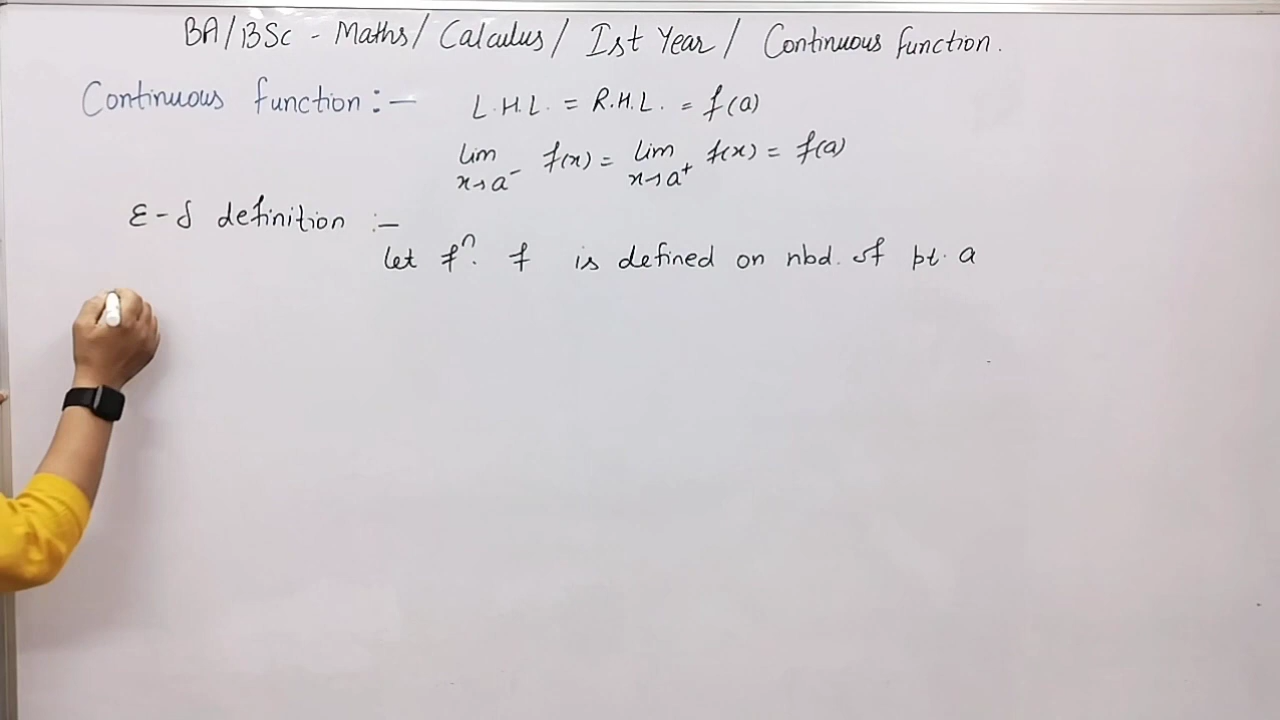 BA/BSc - Maths/ Calculus/ Ist Year/ Continuous function.
Continuous function :- L.H.L. = R.H.L. = f(a)
lim x→a⁻ f(x) = lim x→a⁺ f(x) = f(a)
ε-δ definition :-
let fⁿ. f is defined on nbd. of pt. a